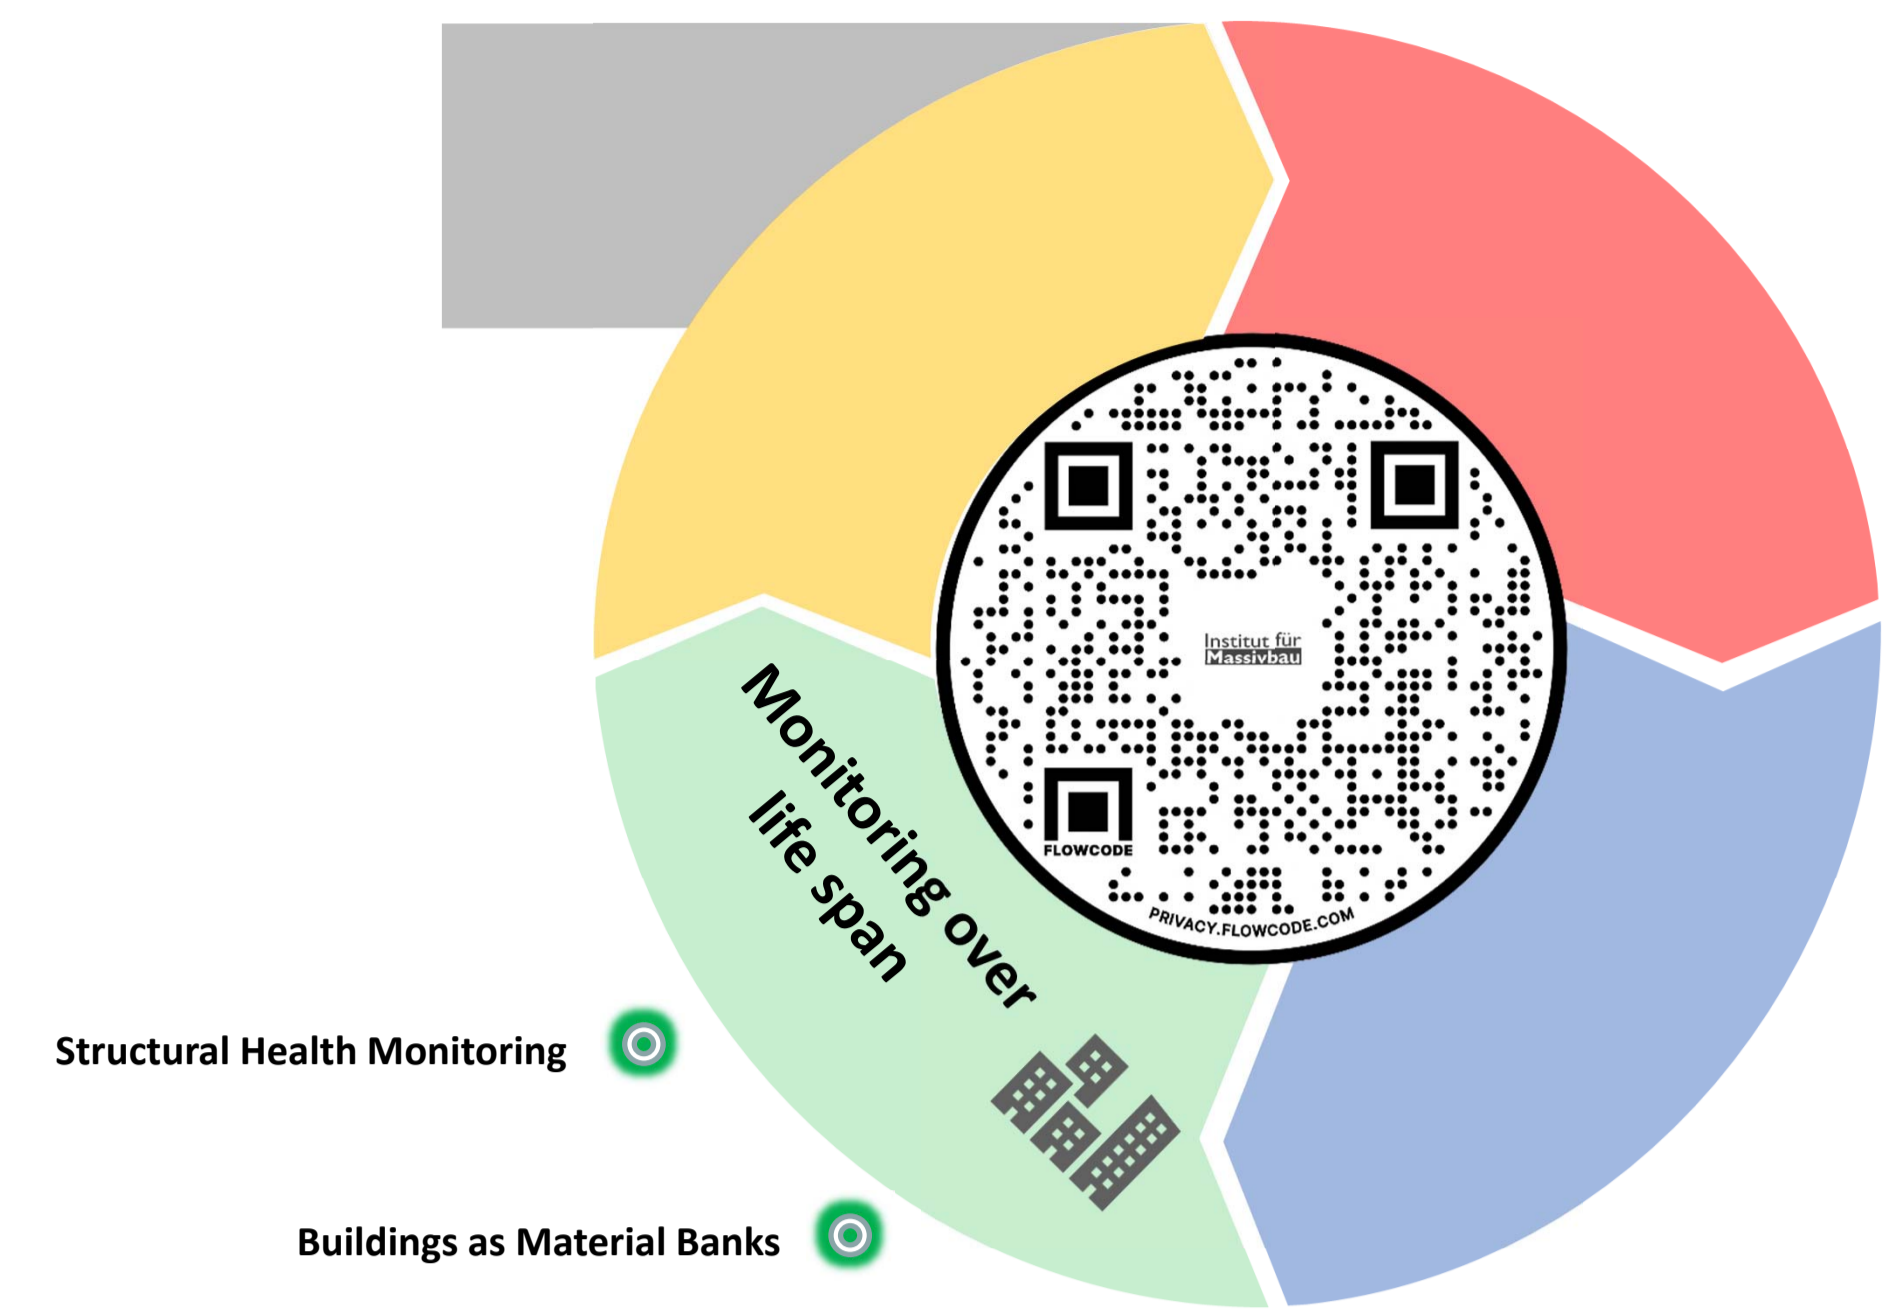 Institut für
Massivbau
FLOWCODE
PRIVACY.FLOWCODE.COM
Monitoring over
life span
Structural Health Monitoring
Buildings as Material Banks